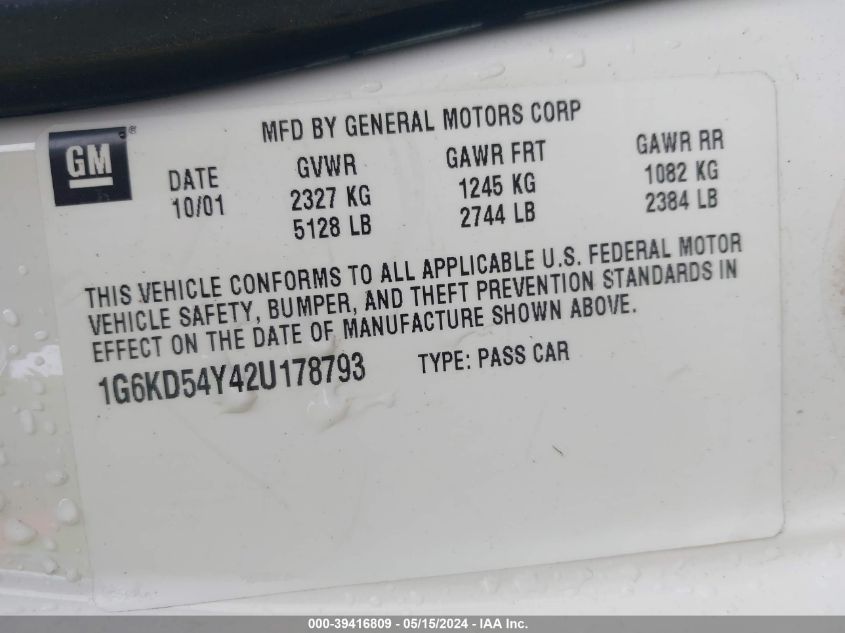 MFD BY GENERAL MOTORS CORP
GM®
DATE GVWR GAWR FRT GAWR RR
10/01 2327 KG 1245 KG 1082 KG
5128 LB 2744 LB 2384 LB
THIS VEHICLE CONFORMS TO ALL APPLICABLE U.S. FEDERAL MOTOR
VEHICLE SAFETY, BUMPER, AND THEFT PREVENTION STANDARDS IN
EFFECT ON THE DATE OF MANUFACTURE SHOWN ABOVE.
1G6KD54Y42U178793 TYPE: PASS CAR
000-39416809 - 05/15/2024 - IAA Inc.